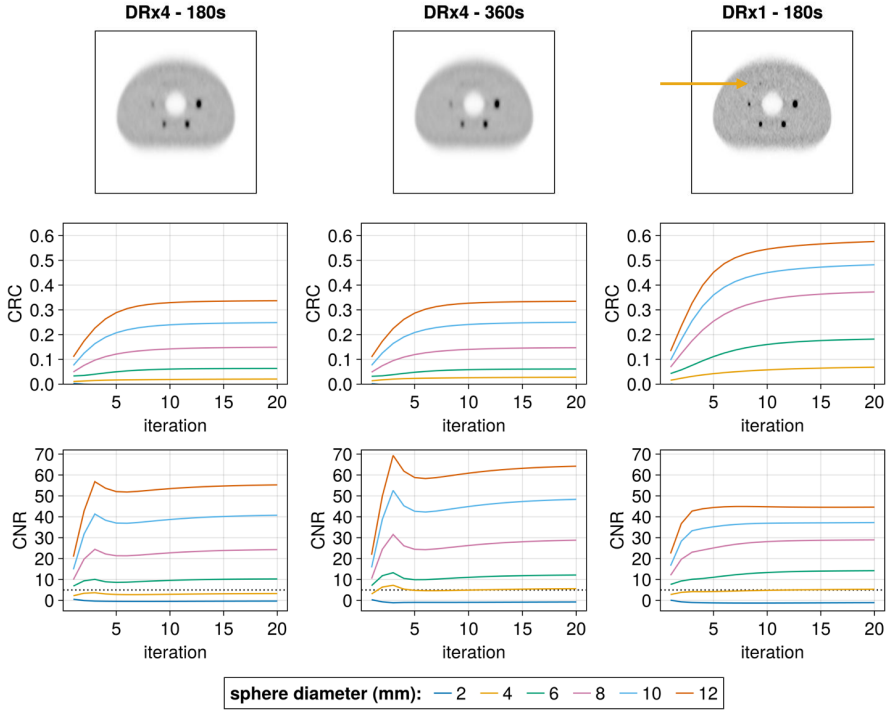 DRx4 - 180s DRx4 - 360s DRx1 - 180s
0.6 0.6 0.6
0.5 0.5 0.5
0.4 0.4 0.4
0.3 0.3 0.3
0.2 0.2 0.2
0.1 0.1 0.1
0.0 0.0 0.0
CRC CRC CRC
5 10 15 20 5 10 15 20 5 10 15 20
iteration iteration iteration
70 70 70
60 60 60
50 50 50
40 40 40
30 30 30
20 20 20
10 10 10
0 0 0
CNR CNR CNR
5 10 15 20 5 10 15 20 5 10 15 20
iteration iteration iteration
sphere diameter (mm): 2 4 6 8 10 12